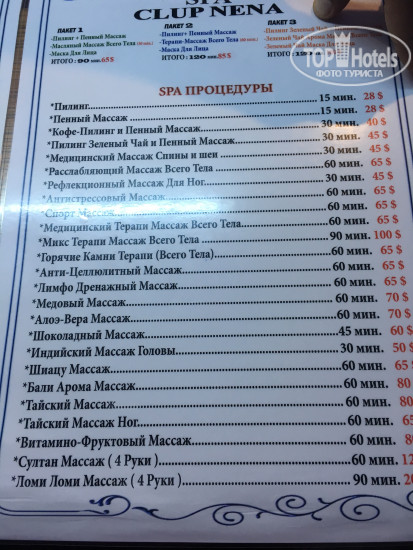 SPA
CLUP NENA
ПАКЕТ 1
-Пилинг + Пенный Массаж
-Масляный Массаж Всего Тела
-Маска Для Лица
ИТОГО: 90 мин. 65 $
ПАКЕТ 2
-Пилинг+ Пенный Массаж
-Терапи-Массаж Всего Тела
-Маска Для Лица
ИТОГО: 120 мин. 85 $
ПАКЕТ 3
-Пилинг Зеленый Чай
ИТОГО:
TOP Hotels
ФОТО ТУРИСТА
SPA ПРОЦЕДУРЫ
*Пилинг 15 мин. 28 $
*Пенный Массаж 15 мин. 28 $
*Кофе-Пилинг и Пенный Массаж 30 мин. 40 $
*Пилинг Зеленый Чай и Пенный Массаж 30 мин. 45 $
*Медицинский Массаж Спины и шеи 30 мин. 45 $
*Расслабляющий Массаж Всего Тела 60 мин. 65 $
*Рефлекционный Массаж Для Ног 30 мин. 45 $
*Антистрессовый Массаж 60 мин. 65 $
*Спорт Массаж 60 мин. 65 $
*Медицинский Терапи Массаж Всего Тела 60 мин. 65 $
*Микс Терапи Массаж Всего Тела 90 мин. 100 $
*Горячие Камни Терапи (Всего Тела) 60 мин. 65 $
*Анти-Целлюлитный Массаж 60 мин. 65 $
*Лимфо Дренажный Массаж 60 мин. 65 $
*Медовый Массаж 60 мин. 70 $
*Алоэ-Вера Массаж 60 мин. 70 $
*Шоколадный Массаж 45 мин. 60 $
*Индийский Массаж Головы 30 мин. 50 $
*Шиацу Массаж 60 мин. 65
*Бали Арома Массаж 60 мин. 80
*Тайский Массаж 60 мин. 80
*Тайский Массаж Ног 60 мин. 65
*Витамино-Фруктовый Массаж 60 мин.
*Султан Массаж ( 4 Руки ) 60 мин.
*Ломи Ломи Массаж ( 4 Руки ) 90 мин.